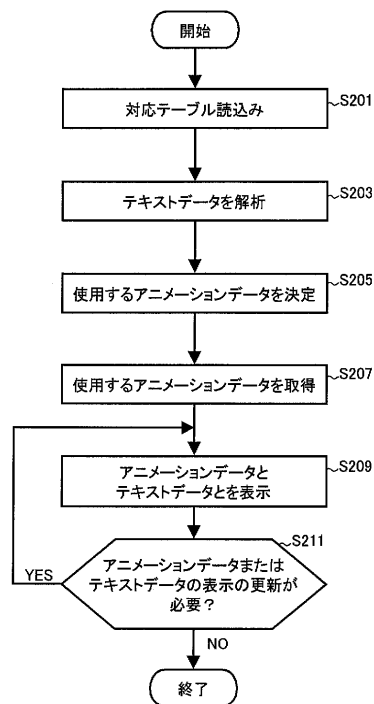 開始
対応テーブル読込み
S201
テキストデータを解析
S203
使用するアニメーションデータを決定
S205
使用するアニメーションデータを取得
S207
アニメーションデータと
テキストデータとを表示
S209
S211
アニメーションデータまたは
テキストデータの表示の更新が
必要?
YES
NO
終了